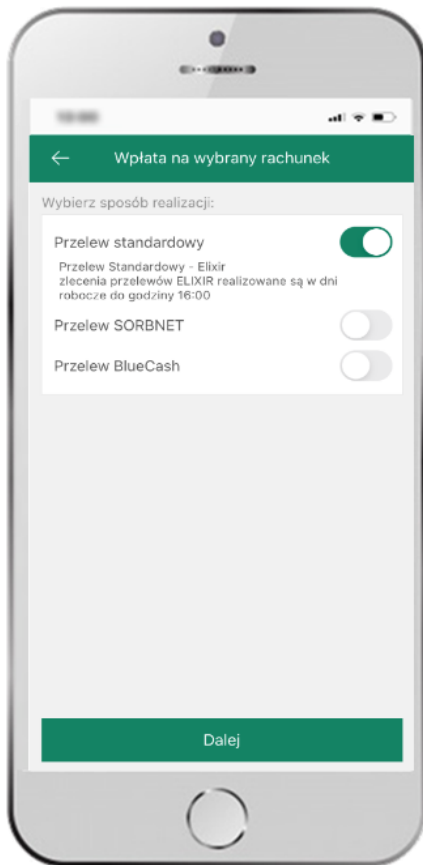 Wpłata na wybrany rachunek
Wybierz sposób realizacji:
Przelew standardowy
Przelew Standardowy - Elixir
zlecenia przelewów ELIXIR realizowane są w dni
robocze do godziny 16:00
Przelew SORBNET
Przelew BlueCash
Dalej